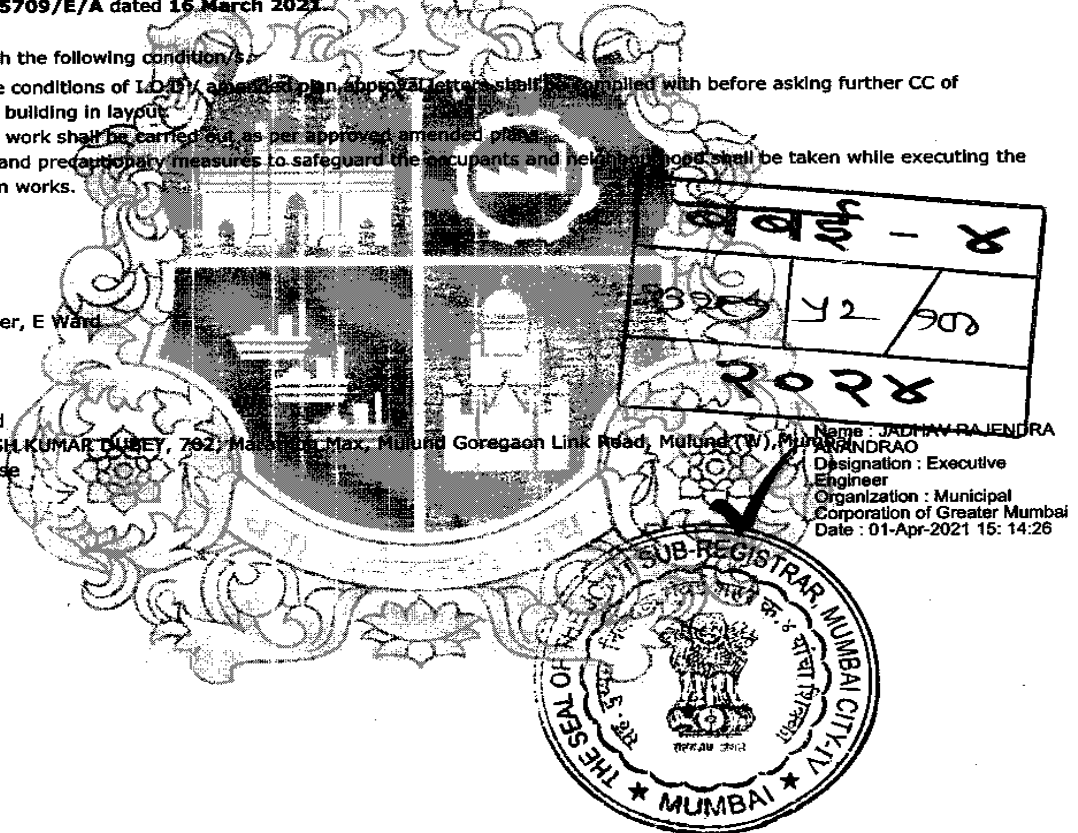 5709/E/A dated 16 March 2021.
h the following condition/s.
e conditions of I.O.D/ amended plan approval letters shall be complied with before asking further CC of
building in layout.
work shall be carried out as per approved amended plans.
and precautionary measures to safeguard the occupants and neighbourhood shall be taken while executing the
n works.
er, E Ward
d
SH KUMAR DUBEY, 702, Marathon Max, Mulund Goregaon Link Road, Mulund (W), Mumbai
se
बबई - ४
५२ / १०७
२०२४
Name : JADHAV RAJENDRA
ANANDRAO
Designation : Executive
Engineer
Organization : Municipal
Corporation of Greater Mumbai
Date : 01-Apr-2021 15: 14:26
THE SEAL OF THE JOINT SUB-REGISTRAR, MUMBAI CITY-IV
★ MUMBAI ★